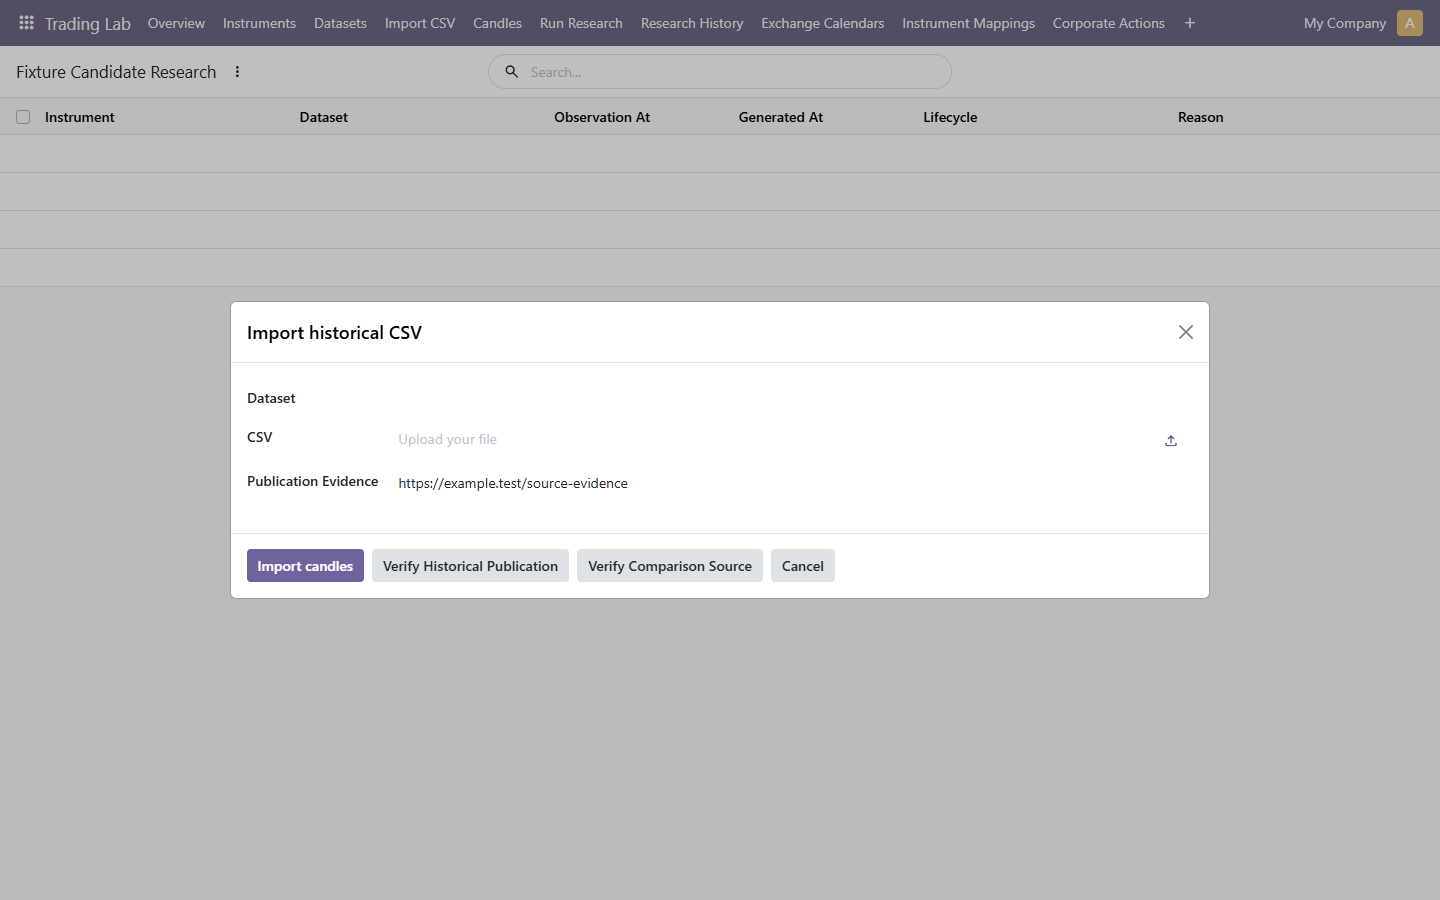 Trading Lab Overview Instruments Datasets Import CSV Candles Run Research Research History Exchange Calendars Instrument Mappings Corporate Actions + My Company A
Fixture Candidate Research Search...
Instrument Dataset Observation At Generated At Lifecycle Reason
Import historical CSV
Dataset
CSV Upload your file
Publication Evidence https://example.test/source-evidence
Import candles Verify Historical Publication Verify Comparison Source Cancel